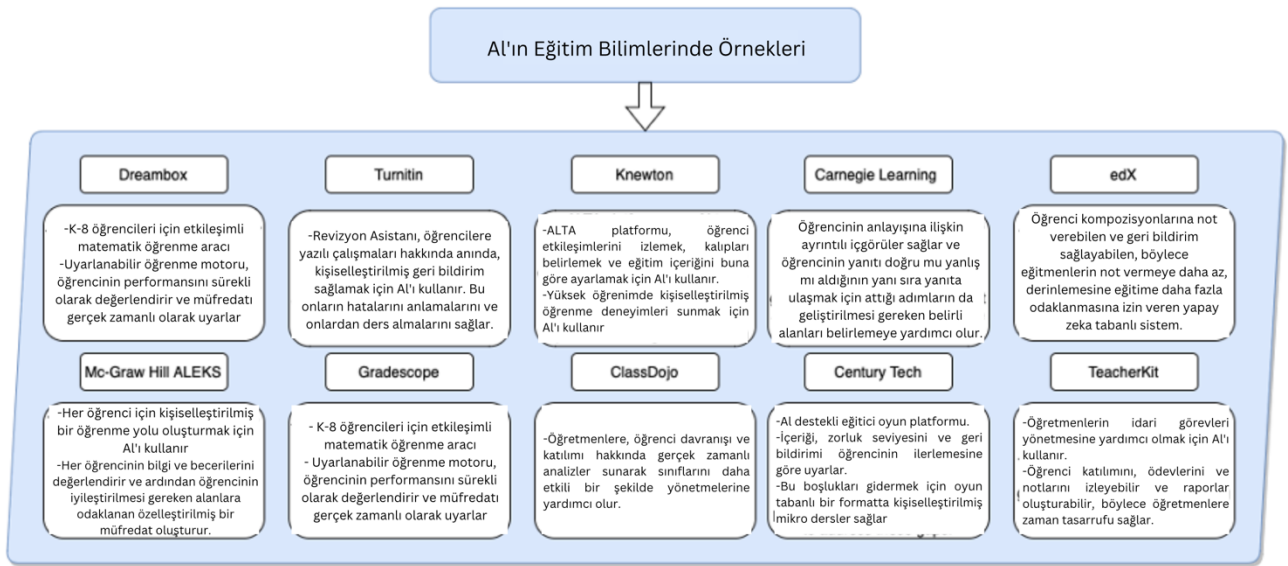 AI'ın Eğitim Bilimlerinde Örnekleri
Dreambox
-K-8 öğrencileri için etkileşimli
matematik öğrenme aracı
-Uyarlanabilir öğrenme motoru,
öğrencinin performansını sürekli
olarak değerlendirir ve müfredatı
gerçek zamanlı olarak uyarlar
Turnitin
-Revizyon Asistanı, öğrencilere
yazılı çalışmaları hakkında anında,
kişiselleştirilmiş geri bildirim
sağlamak için AI'ı kullanır. Bu
onların hatalarını anlamalarını ve
onlardan ders almalarını sağlar.
Knewton
-ALTA platformu, öğrenci
etkileşimlerini izlemek, kalıpları
belirlemek ve eğitim içeriğini buna
göre ayarlamak için AI'ı kullanır.
-Yüksek öğrenimde kişiselleştirilmiş
öğrenme deneyimleri sunmak için
AI'ı kullanır
Carnegie Learning
Öğrencinin anlayışına ilişkin
ayrıntılı içgörüler sağlar ve
öğrencinin yanıtı doğru mu yanlış
mı aldığının yanı sıra yanıta
ulaşmak için attığı adımların da
geliştirilmesi gereken belirli
alanları belirlemeye yardımcı olur.
edX
Öğrenci kompozisyonlarına not
verebilen ve geri bildirim
sağlayabilen, böylece
eğitmenlerin not vermeye daha az,
derinlemesine eğitime daha fazla
odaklanmasına izin veren yapay
zeka tabanlı sistem.
Mc-Graw Hill ALEKS
-Her öğrenci için kişiselleştirilmiş
bir öğrenme yolu oluşturmak için
AI'ı kullanır
-Her öğrencinin bilgi ve becerilerini
değerlendirir ve ardından öğrencinin
iyileştirilmesi gereken alanlara
odaklanan özelleştirilmiş bir
müfredat oluşturur.
Gradescope
- K-8 öğrencileri için etkileşimli
matematik öğrenme aracı
- Uyarlanabilir öğrenme motoru,
öğrencinin performansını sürekli
olarak değerlendirir ve müfredatı
gerçek zamanlı olarak uyarlar
ClassDojo
-Öğretmenlere, öğrenci davranışı ve
katılımı hakkında gerçek zamanlı
analizler sunarak sınıflarını daha
etkili bir şekilde yönetmelerine
yardımcı olur.
Century Tech
-AI destekli eğitici oyun platformu.
-İçeriği, zorluk seviyesini ve geri
bildirimi öğrencinin ilerlemesine
göre uyarlar.
-Bu boşlukları gidermek için oyun
tabanlı bir formatta kişiselleştirilmiş
mikro dersler sağlar
TeacherKit
-Öğretmenlerin idari görevleri
yönetmesine yardımcı olmak için AI'ı
kullanır.
-Öğrenci katılımını, ödevlerini ve
notlarını izleyebilir ve raporlar
oluşturabilir, böylece öğretmenlere
zaman tasarrufu sağlar.